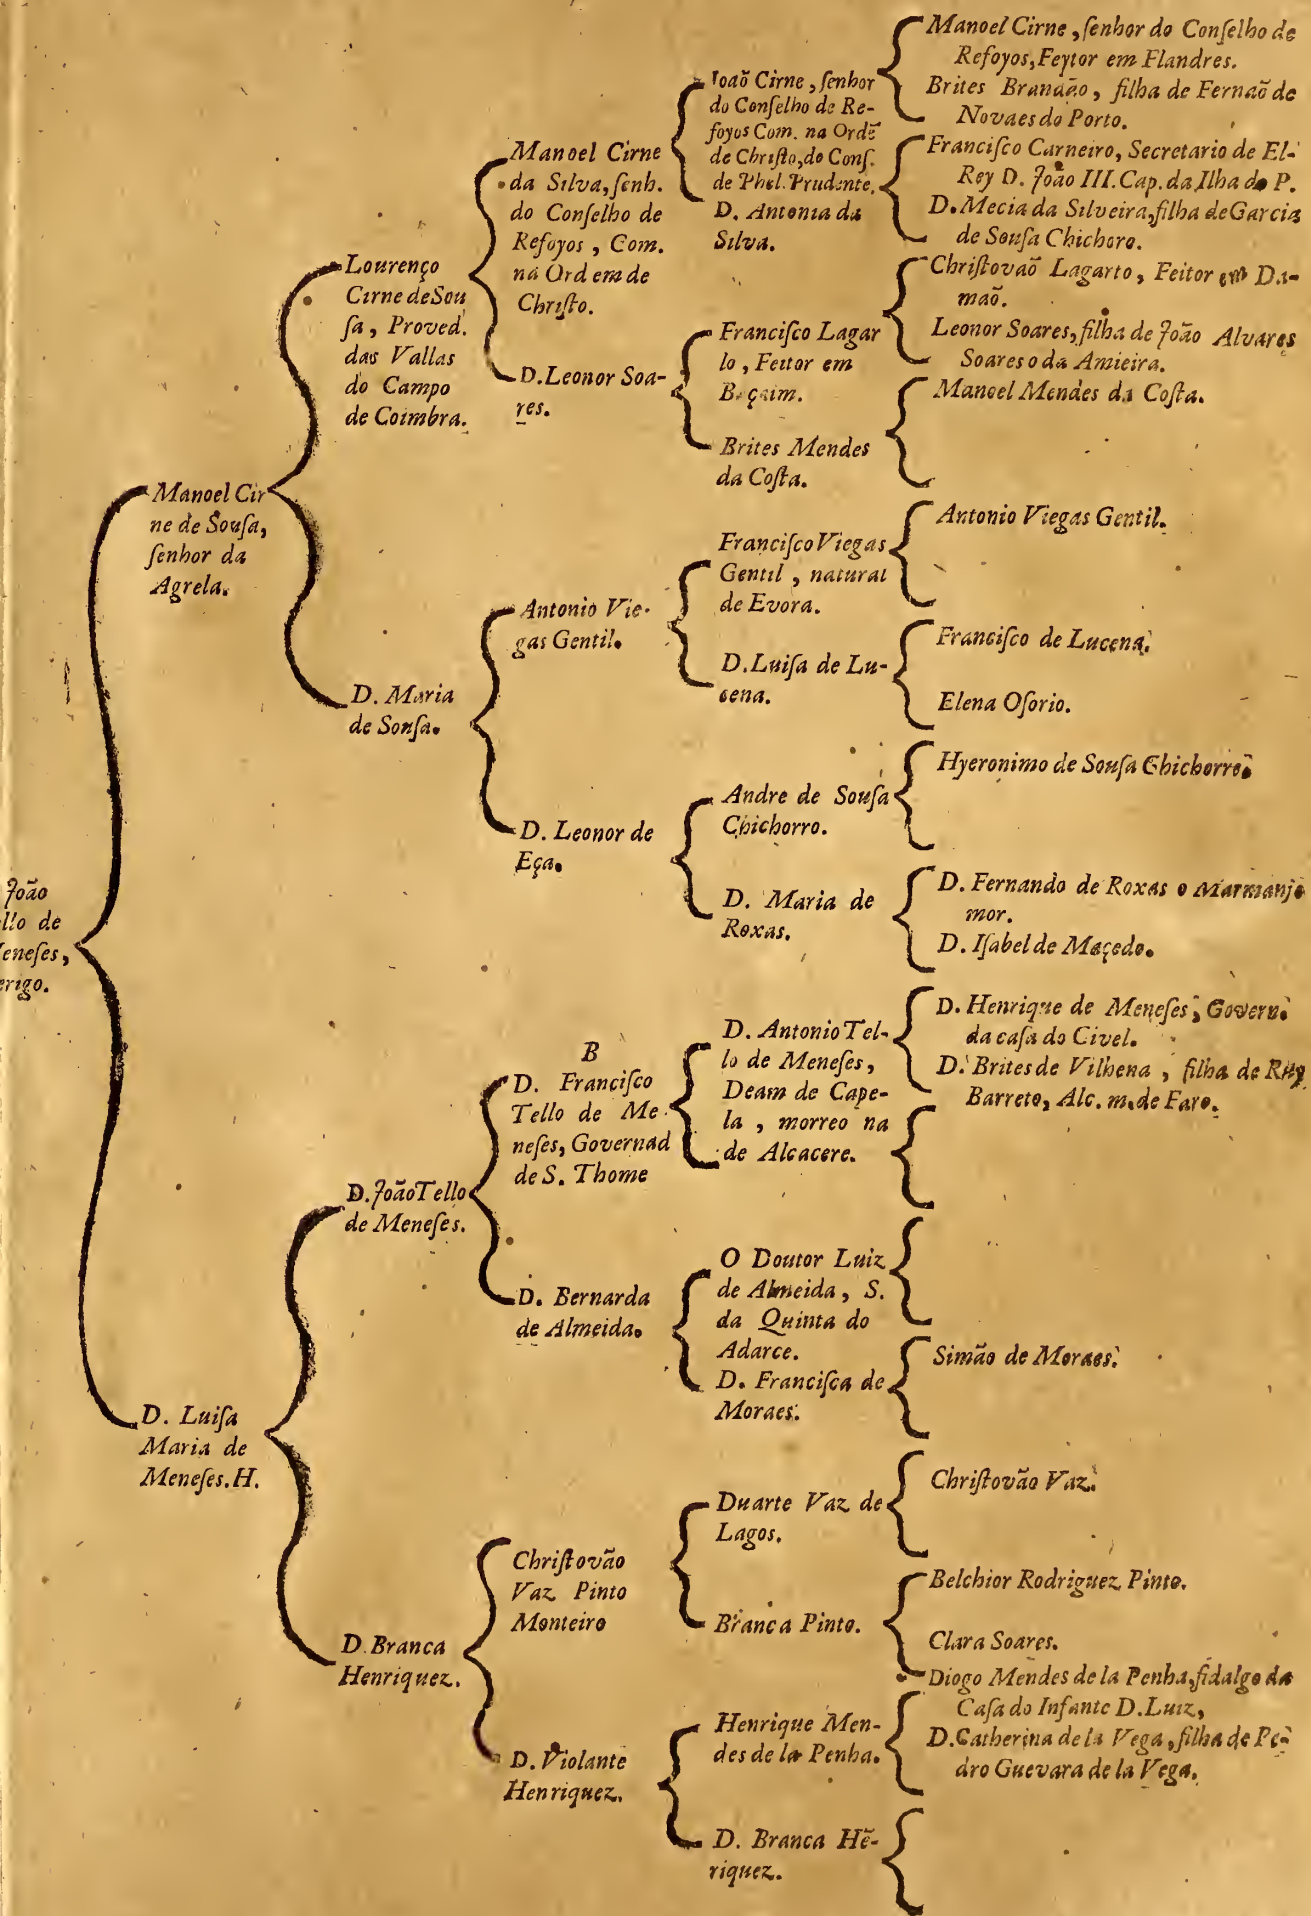 João
llo de
Meneſes,
erigo.
Manoel Cir
ne de Souſa,
ſenhor da
Agrela.
D. Luiſa
Maria de
Meneſes. H.
Lourenço
Cirne de Sou
ſa, Proved.
das Vallas
do Campo
de Coimbra.
D. Maria
de Souſa.
D. João Tello
de Meneſes.
D. Branca
Henriquez.
Manoel Cirne
da Silva, ſenh.
do Conſelho de
Refoyos, Com.
na Ordem de
Chriſto.
D. Leonor Soa-
res.
Antonio Vie-
gas Gentil.
D. Leonor de
Eça.
B
D. Franciſco
Tello de Me-
neſes, Governad
de S. Thome
D. Bernarda
de Almeida.
Chriſtovão
Vaz Pinto
Monteiro
D. Violante
Henriquez.
Joaõ Cirne, ſenhor
do Conſelho de Re-
foyos Com. na Ordẽ
de Chriſto, do Conſ.
de Phel. Prudente.
D. Antonia da
Silva.
Franciſco Lagar
lo, Feitor em
Baçaim.
Brites Mendes
da Coſta.
Franciſco Viegas
Gentil, natural
de Evora.
D. Luiſa de Lu-
cena.
Andre de Souſa
Chichorro.
D. Maria de
Roxas.
D. Antonio Tel-
lo de Meneſes,
Deam de Cape-
la, morreo na
de Alcacere.
O Doutor Luiz
de Almeida, S.
da Quinta do
Adarce.
D. Franciſca de
Moraes.
Duarte Vaz de
Lagos.
Branca Pinto.
Henrique Men-
des de la Penha.
D. Branca Hẽ-
riquez.
Manoel Cirne, ſenhor do Conſelho de
Refoyos, Feytor em Flandres.
Brites Brandão, filha de Fernaõ de
Novaes do Porto.
Franciſco Carneiro, Secretario de El-
Rey D. João III. Cap. da Ilha do P.
D. Mecia da Silveira, filha de Garcia
de Souſa Chichoro.
Chriſtovaõ Lagarto, Feitor em Da-
maõ.
Leonor Soares, filha de João Alvares
Soares o da Amieira.
Manoel Mendes da Coſta.
Antonio Viegas Gentil.
Franciſco de Lucena.
Elena Oſorio.
Hyeronimo de Souſa Chichorro.
D. Fernando de Roxas o Marmanjo
mor.
D. Iſabel de Maçedo.
D. Henrique de Meneſes, Govern.
da caſa do Civel.
D. Brites de Vilhena, filha de Ruy
Barreto, Alc. m. de Faro.
Simão de Moraes.
Chriſtovão Vaz.
Belchior Rodriguez Pinto.
Clara Soares.
Diogo Mendes de la Penha, fidalgo da
Caſa do Infante D. Luiz,
D. Catherina de la Vega, filha de Pe-
dro Guevara de la Vega.